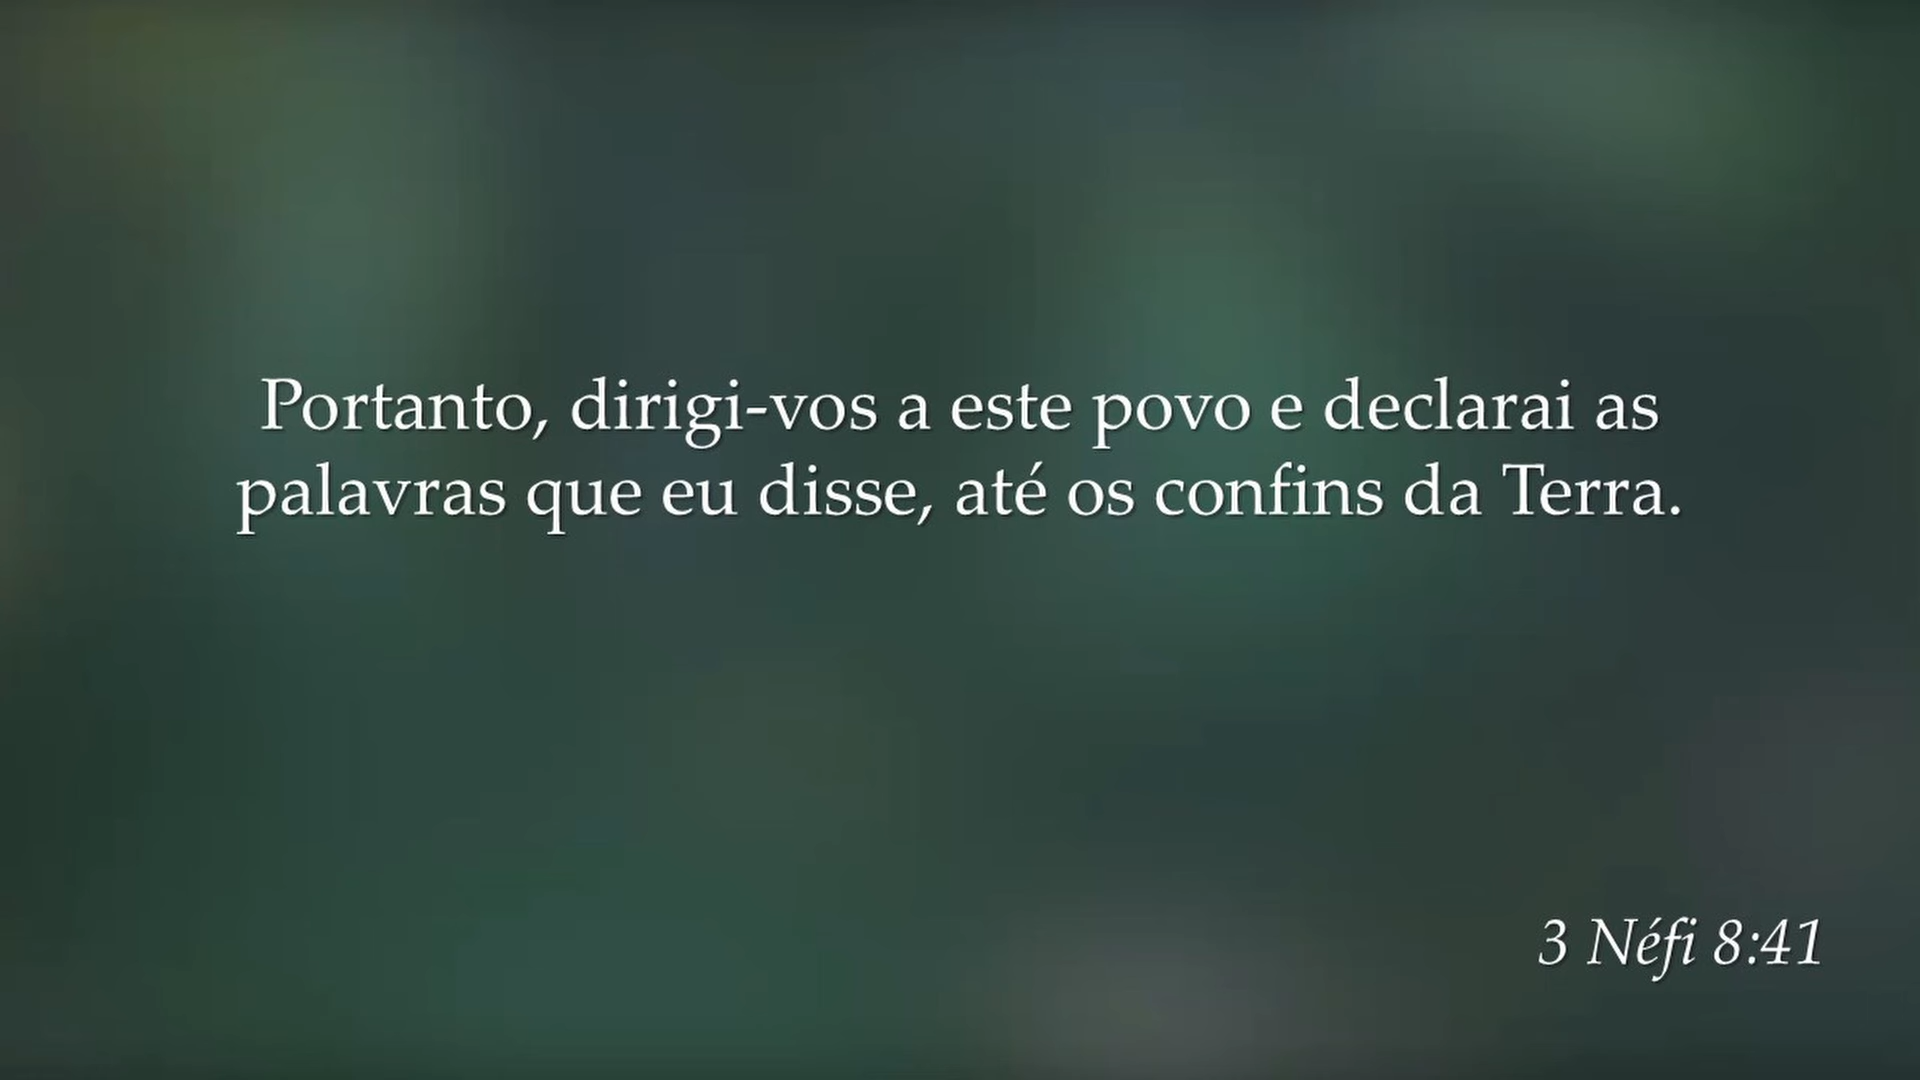 Portanto, dirigi-vos a este povo e declarai as
palavras que eu disse, até os confins da Terra.
3 Néfi 8:41